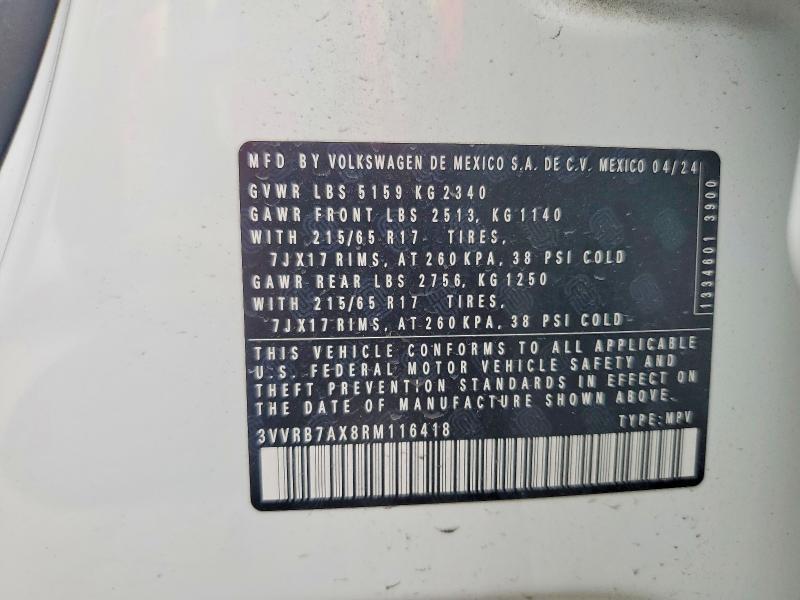 MFD BY VOLKSWAGEN DE MEXICO S.A. DE C.V. MEXICO 04/24
GVWR LBS 5159 KG 2340
GAWR FRONT LBS 2513, KG 1140
WITH 215/65 R17 TIRES,
7JX17 RIMS, AT 260 KPA, 38 PSI COLD
GAWR REAR LBS 2756, KG 1250
WITH 215/65 R17 TIRES,
7JX17 RIMS, AT 260 KPA, 38 PSI COLD
1334601 3900
THIS VEHICLE CONFORMS TO ALL APPLICABLE
U.S. FEDERAL MOTOR VEHICLE SAFETY AND
THEFT PREVENTION STANDARDS IN EFFECT ON
THE DATE OF MANUFACTURE SHOWN ABOVE.
3VVRB7AX8RM116418 TYPE:MPV